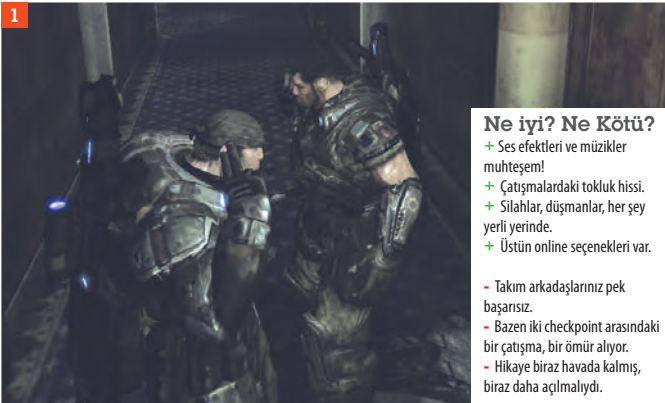 1
Ne iyi? Ne Kötü?
+ Ses efektleri ve müzikler
muhteşem!
+ Çatışmalardaki tokluk hissi.
+ Silahlar, düşmanlar, her şey
yerli yerinde.
+ Üstün online seçenekleri var.
- Takım arkadaşlarınız pek
başarısız.
- Bazen iki checkpoint arasındaki
bir çatışma, bir ömür alıyor.
- Hikaye biraz havada kalmış,
biraz daha açılmalıydı.